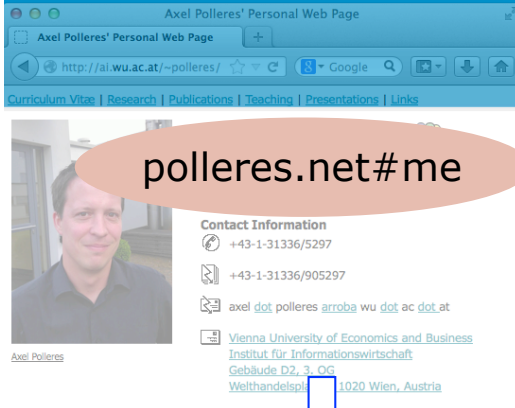 Axel Polleres' Personal Web Page
Axel Polleres' Personal Web Page
http://ai.wu.ac.at/~polleres/ Google
Curriculum Vitæ | Research | Publications | Teaching | Presentations | Links
polleres.net#me
Contact Information
+43-1-31336/5297
+43-1-31336/905297
axel dot polleres arroba wu dot ac dot at
Vienna University of Economics and Business
Institut für Informationswirtschaft
Gebäude D2, 3. OG
1020 Wien, Austria
Axel Polleres